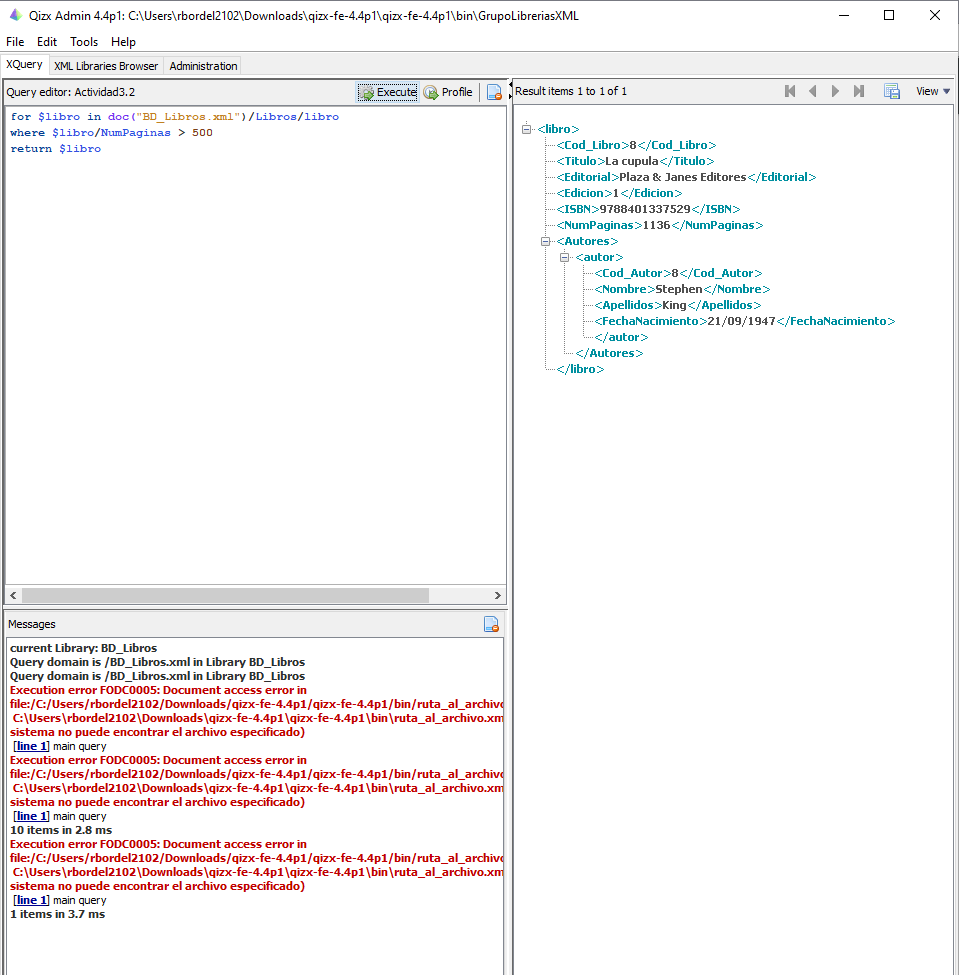 Qizx Admin 4.4p1: C:\Users\rbordel2102\Downloads\qizx-fe-4.4p1\qizx-fe-4.4p1\bin\GrupoLibreriasXML
File Edit Tools Help
XQuery XML Libraries Browser Administration
Query editor: Actividad3.2 Execute Profile
for $libro in doc("BD_Libros.xml")/Libros/libro
where $libro/NumPaginas > 500
return $libro
Messages
current Library: BD_Libros
Query domain is /BD_Libros.xml in Library BD_Libros
Query domain is /BD_Libros.xml in Library BD_Libros
Execution error FODC0005: Document access error in
file:/C:/Users/rbordel2102/Downloads/qizx-fe-4.4p1/qizx-fe-4.4p1/bin/ruta_al_archivo
C:\Users\rbordel2102\Downloads\qizx-fe-4.4p1\qizx-fe-4.4p1\bin\ruta_al_archivo.xm
sistema no puede encontrar el archivo especificado)
[line 1] main query
Execution error FODC0005: Document access error in
file:/C:/Users/rbordel2102/Downloads/qizx-fe-4.4p1/qizx-fe-4.4p1/bin/ruta_al_archivo
C:\Users\rbordel2102\Downloads\qizx-fe-4.4p1\qizx-fe-4.4p1\bin\ruta_al_archivo.xm
sistema no puede encontrar el archivo especificado)
[line 1] main query
10 items in 2.8 ms
Execution error FODC0005: Document access error in
file:/C:/Users/rbordel2102/Downloads/qizx-fe-4.4p1/qizx-fe-4.4p1/bin/ruta_al_archivo
C:\Users\rbordel2102\Downloads\qizx-fe-4.4p1\qizx-fe-4.4p1\bin\ruta_al_archivo.xm
sistema no puede encontrar el archivo especificado)
[line 1] main query
1 items in 3.7 ms
Result items 1 to 1 of 1 View
<libro>
<Cod_Libro>8</Cod_Libro>
<Titulo>La cupula</Titulo>
<Editorial>Plaza & Janes Editores</Editorial>
<Edicion>1</Edicion>
<ISBN>9788401337529</ISBN>
<NumPaginas>1136</NumPaginas>
<Autores>
<autor>
<Cod_Autor>8</Cod_Autor>
<Nombre>Stephen</Nombre>
<Apellidos>King</Apellidos>
<FechaNacimiento>21/09/1947</FechaNacimiento>
</autor>
</Autores>
</libro>